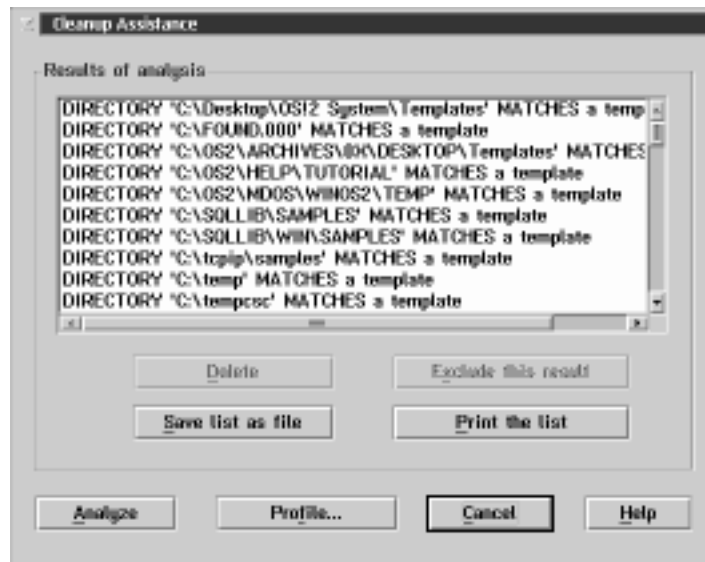 Cleanup Assistance
Results of analysis
DIRECTORY 'C:\Desktop\OS!2 System\Templates' MATCHES a temp
DIRECTORY 'C:\FOUND.000' MATCHES a template
DIRECTORY 'C:\OS2\ARCHIVES\0X\DESKTOP\Templates' MATCHES
DIRECTORY 'C:\OS2\HELP\TUTORIAL' MATCHES a template
DIRECTORY 'C:\OS2\MDOS\WINOS2\TEMP' MATCHES a template
DIRECTORY 'C:\SQLLIB\SAMPLES' MATCHES a template
DIRECTORY 'C:\SQLLIB\WIN\SAMPLES' MATCHES a template
DIRECTORY 'C:\tcpip\samples' MATCHES a template
DIRECTORY 'C:\temp' MATCHES a template
DIRECTORY 'C:\tempcsc' MATCHES a template
Delete Exclude this result
Save list as file Print the list
Analyze Profile... Cancel Help